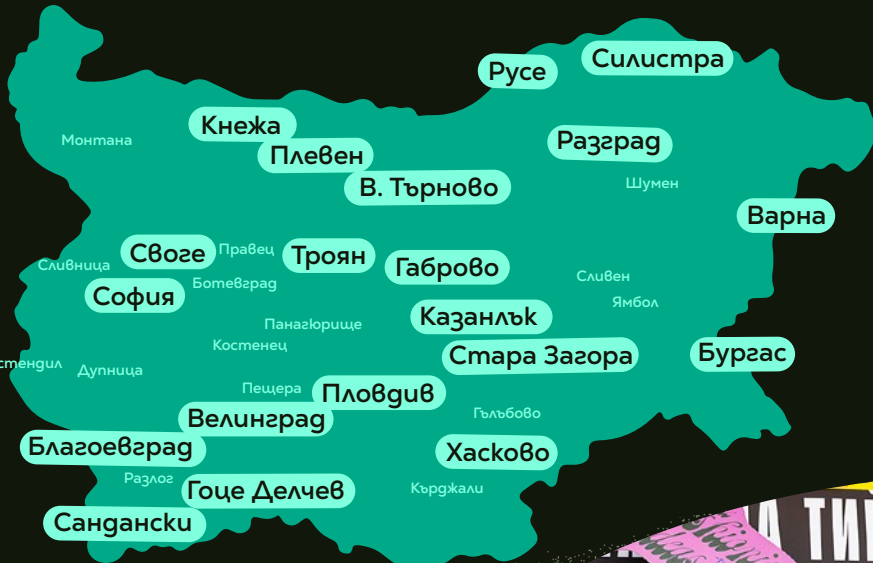 Русе
Силистра
Кнежа
Монтана
Разград
Плевен
В. Търново
Шумен
Варна
Своге
Правец
Троян
Габрово
Сливница
Ботевград
София
Сливен
Ямбол
Казанлък
Панагюрище
Костенец
Стара Загора
Бургас
стендил
Дупница
Пещера
Пловдив
Велинград
Гълъбово
Благоевград
Хасково
Разлог
Гоце Делчев
Кърджали
Сандански